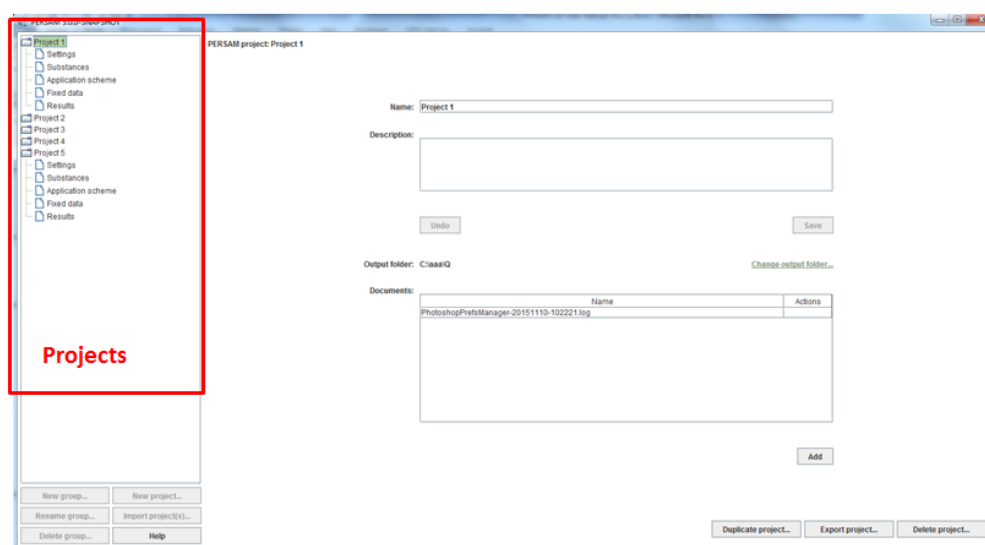 PERSAM 3.0.0-SNAPSHOT
Project 1
Settings
Substances
Application scheme
Fixed data
Results
Project 2
Project 3
Project 4
Project 5
Settings
Substances
Application scheme
Fixed data
Results
Projects
New group... New project...
Rename group... Import project(s)...
Delete group... Help
PERSAM project: Project 1
Name: Project 1
Description:
Undo Save
Output folder: C:\aaa\Q Change output folder...
Documents:
Name Actions
PhotoshopPrefsManager-20151110-102221.log
Add
Duplicate project... Export project... Delete project...